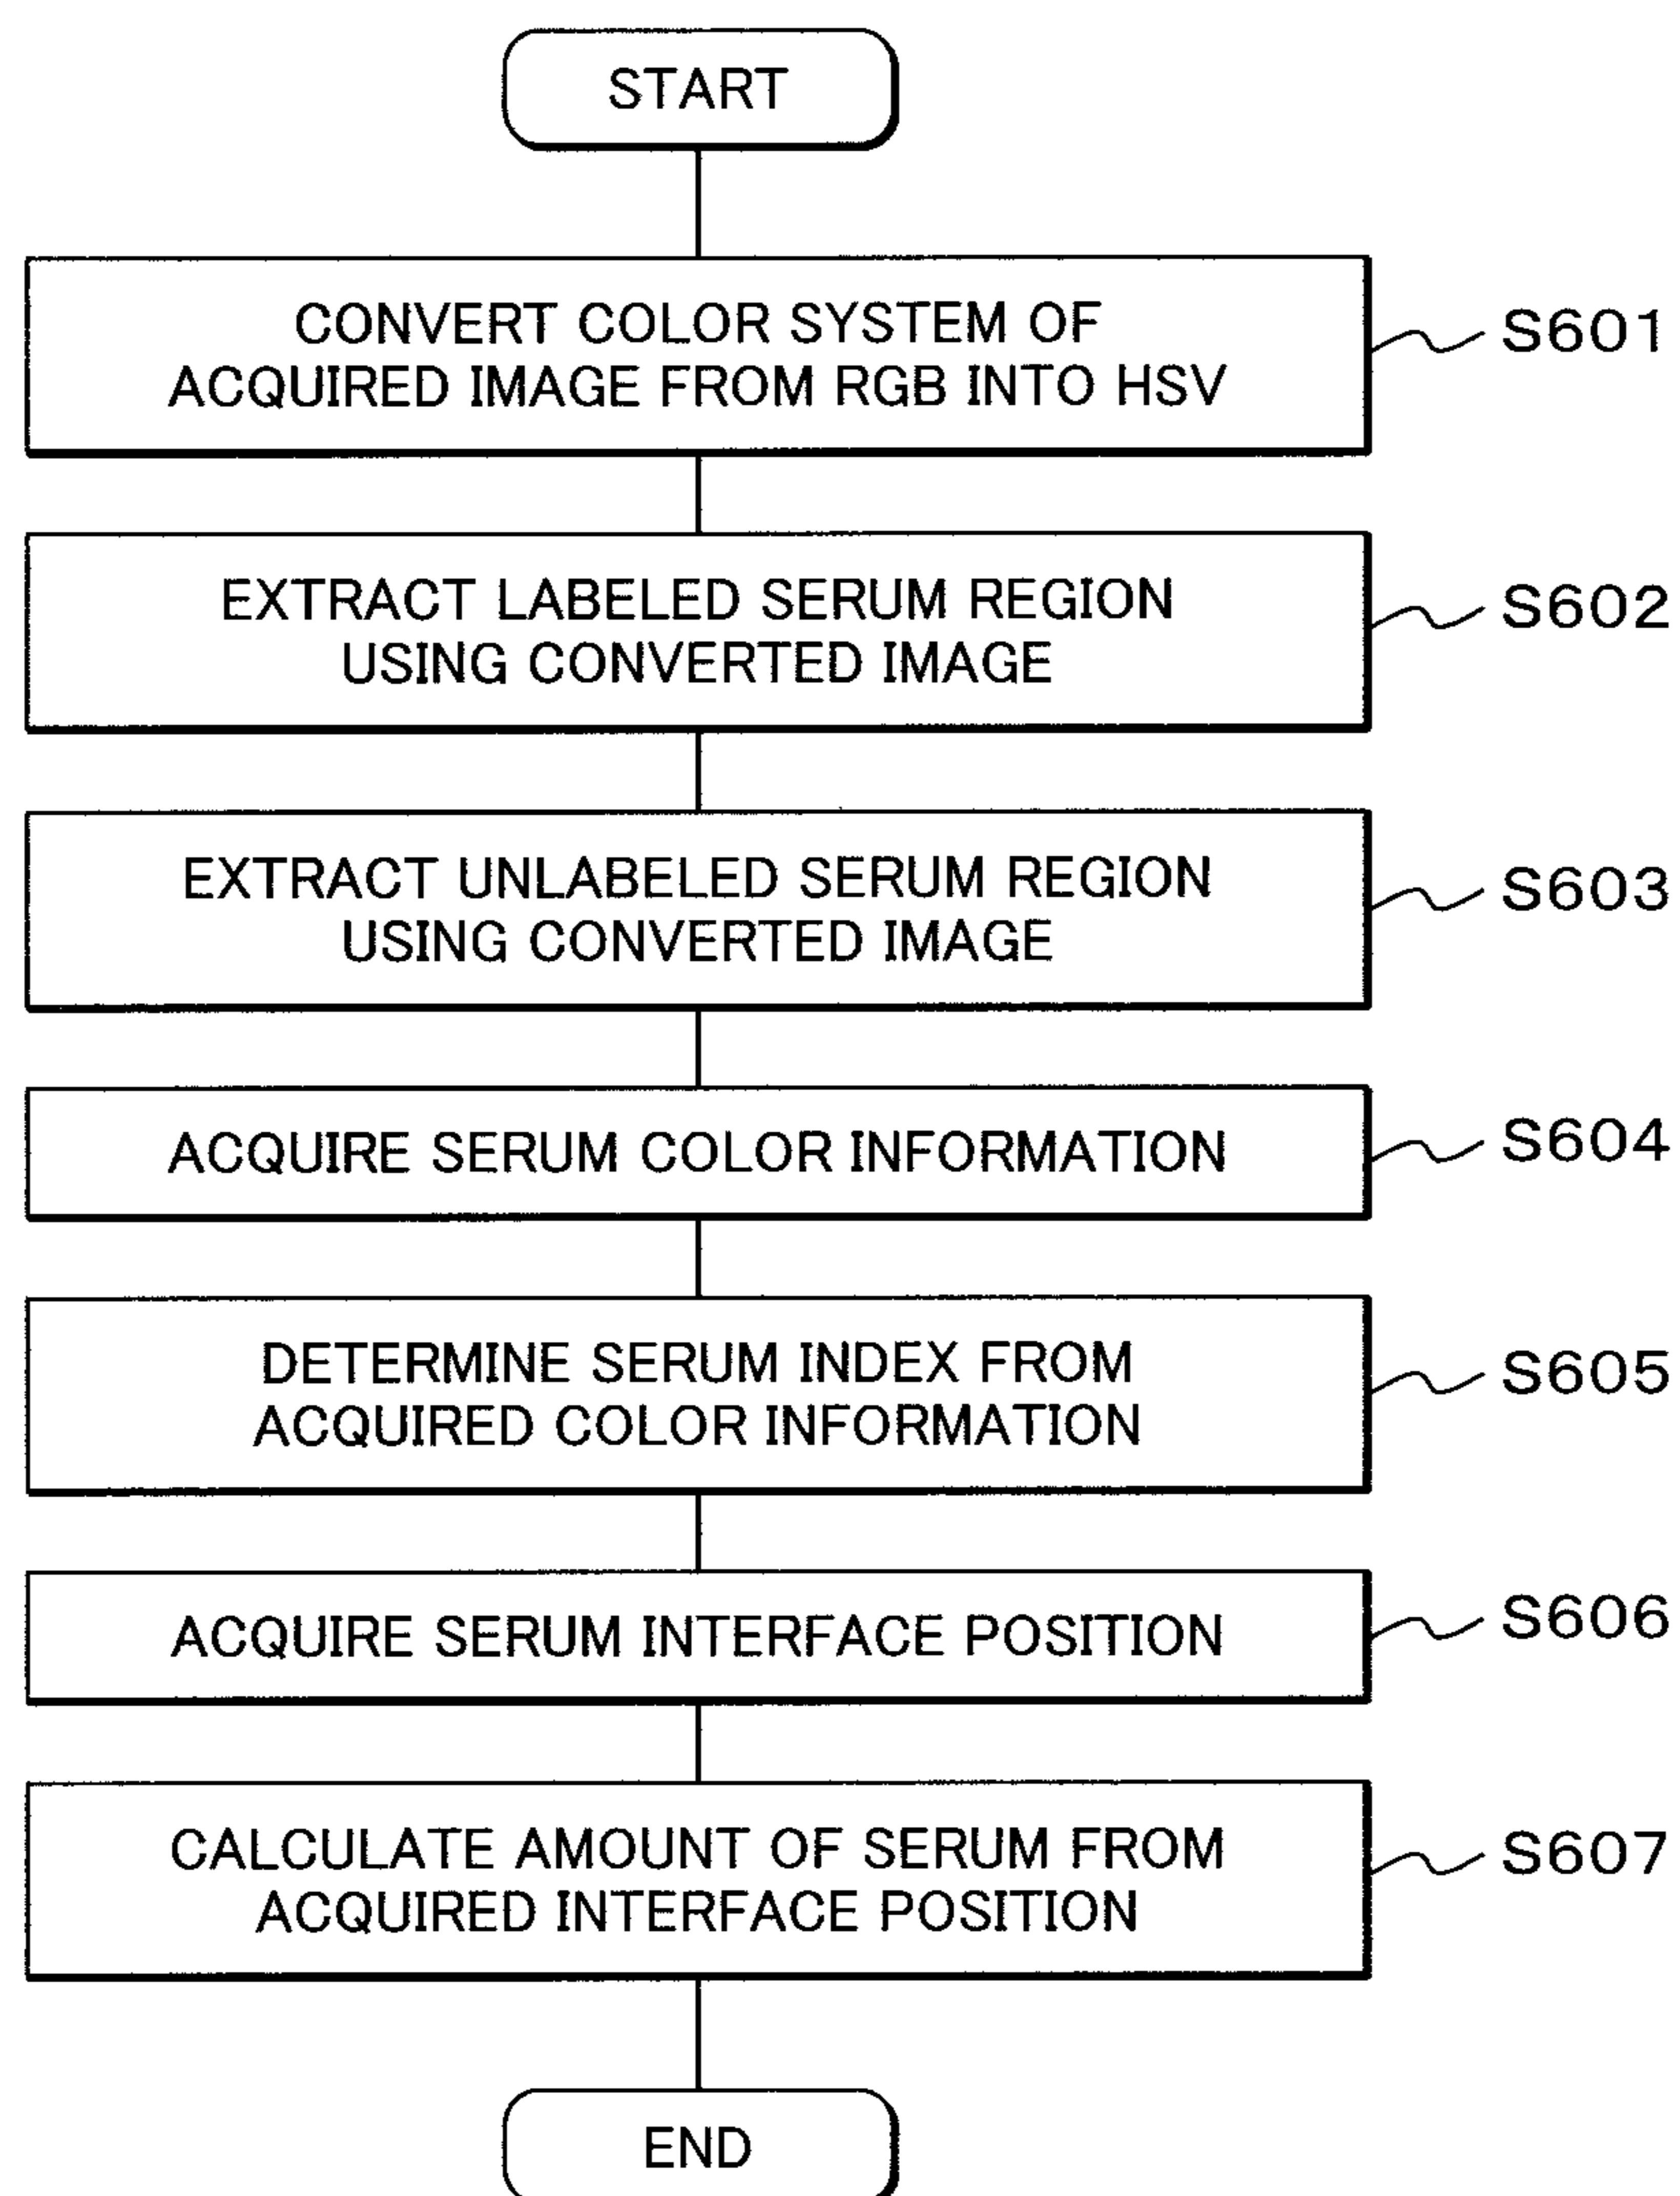 START
CONVERT COLOR SYSTEM OF
ACQUIRED IMAGE FROM RGB INTO HSV
S601
EXTRACT LABELED SERUM REGION
USING CONVERTED IMAGE
S602
EXTRACT UNLABELED SERUM REGION
USING CONVERTED IMAGE
S603
ACQUIRE SERUM COLOR INFORMATION
S604
DETERMINE SERUM INDEX FROM
ACQUIRED COLOR INFORMATION
S605
ACQUIRE SERUM INTERFACE POSITION
S606
CALCULATE AMOUNT OF SERUM FROM
ACQUIRED INTERFACE POSITION
S607
END